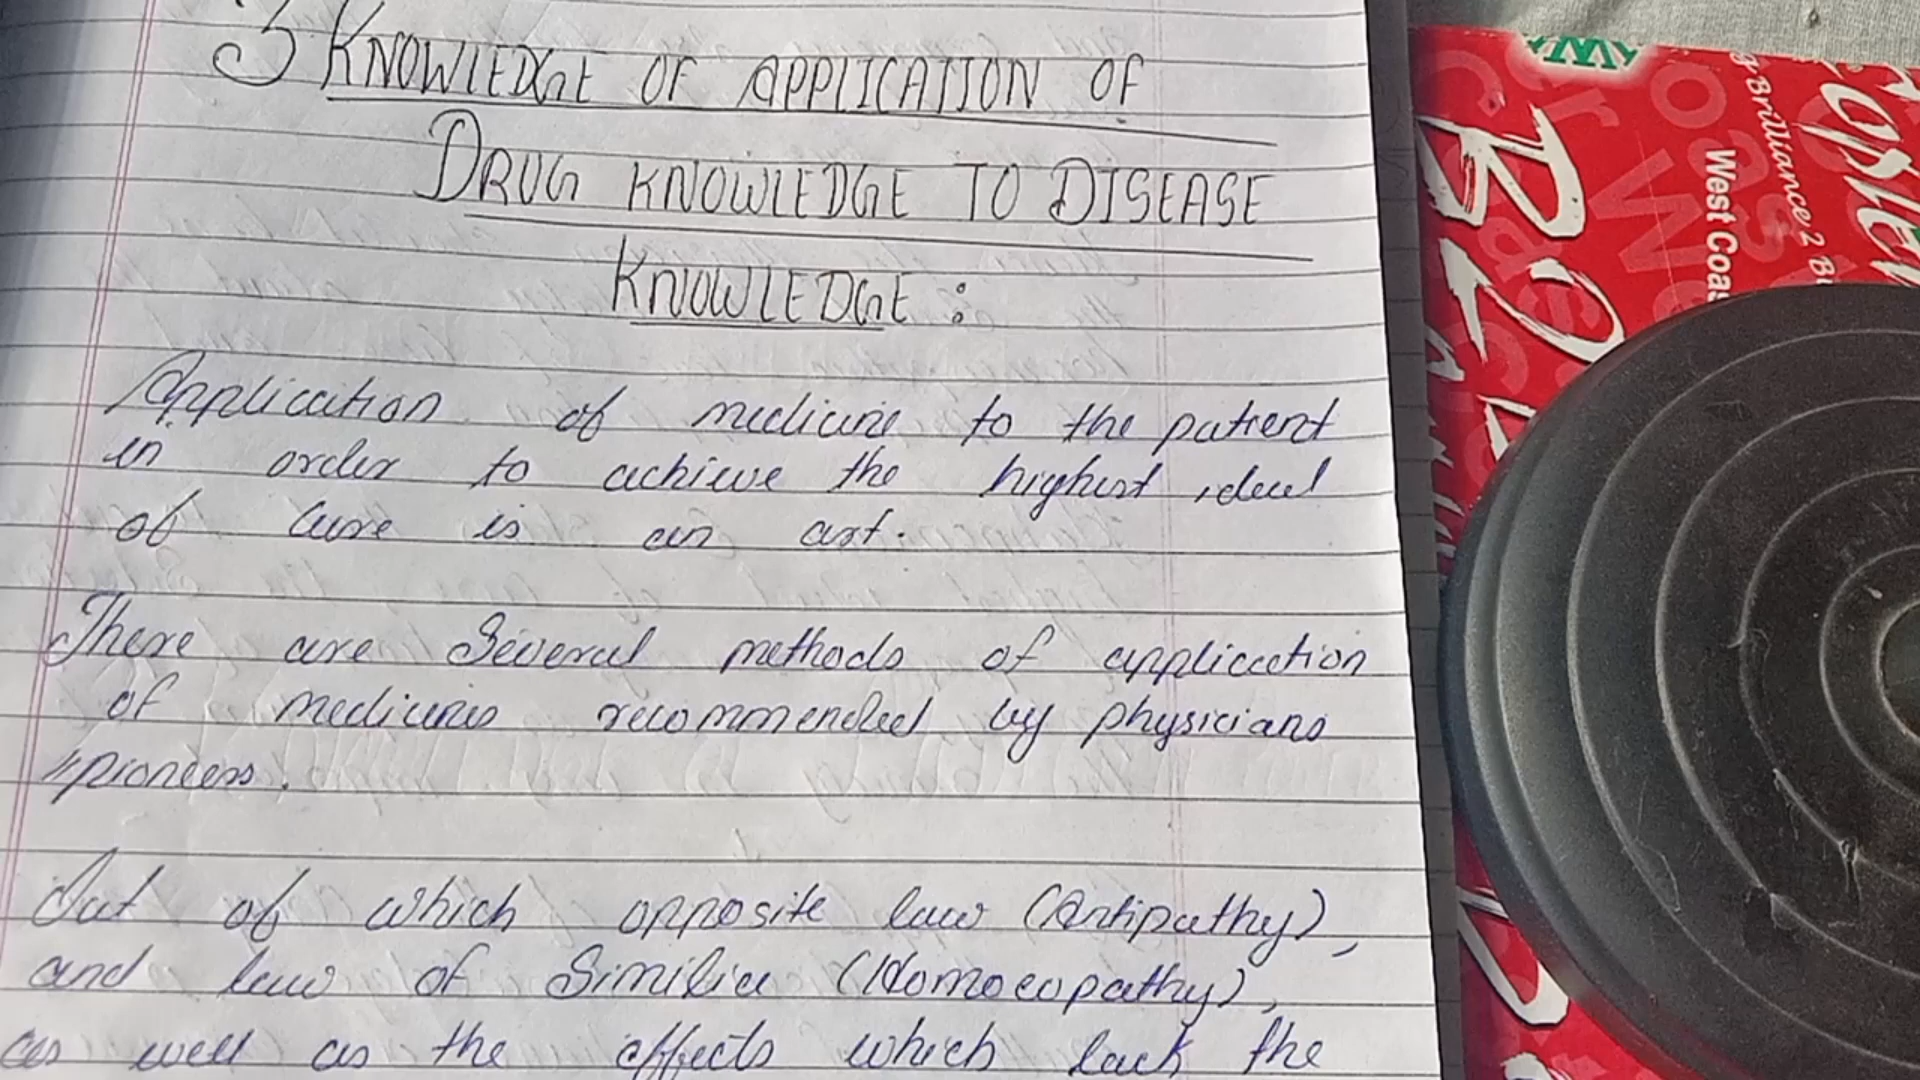 3 KNOWLEDGE OF APPLICATION OF
DRUG KNOWLEDGE TO DISEASE
KNOWLEDGE :
Application of medicine to the patient
in order to achieve the highest ideal
of cure is an art.
There are Several methods of application
of medicines recommended by physicians
pioneers.
Out of which opposite law (Antipathy),
and law of Similia (Homoeopathy),
as well as the effects which lack the
West Coas
Brilliance2
B2